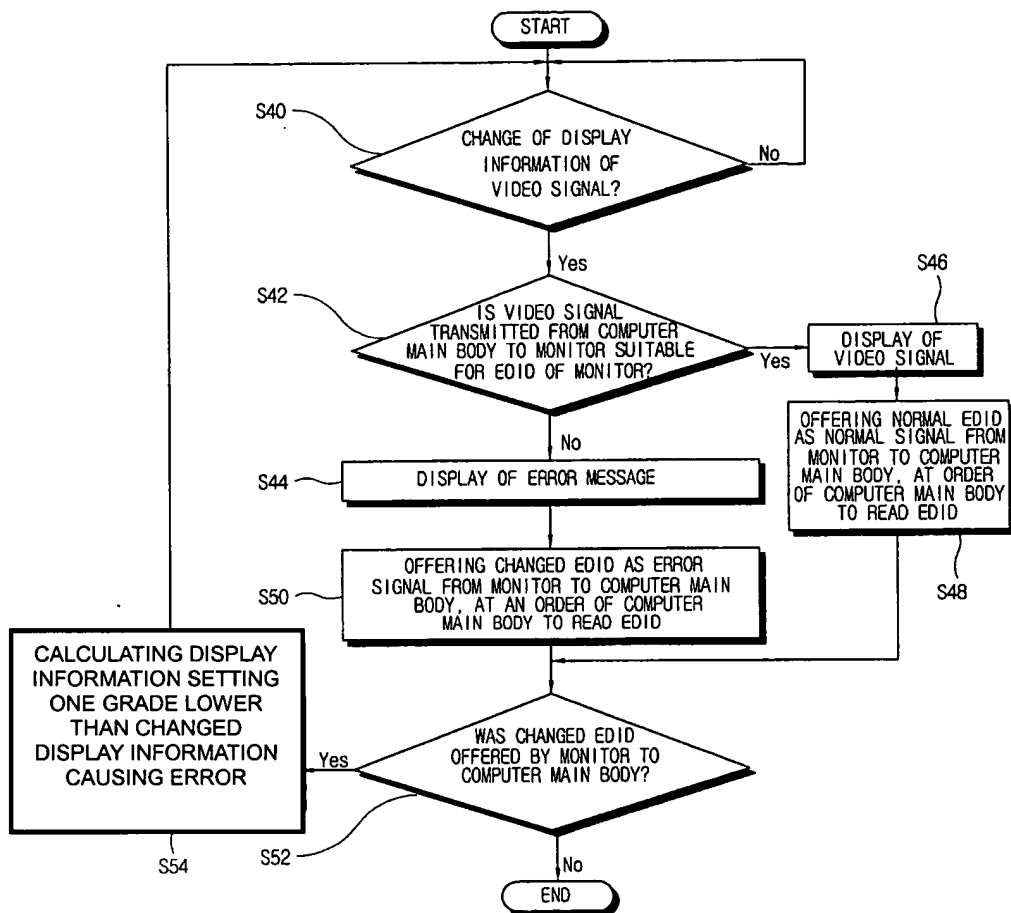 START
S40
CHANGE OF DISPLAY
INFORMATION OF
VIDEO SIGNAL?
No
Yes
S42
IS VIDEO SIGNAL
TRANSMITTED FROM COMPUTER
MAIN BODY TO MONITOR SUITABLE
FOR EDID OF MONITOR?
Yes
S46
DISPLAY OF
VIDEO SIGNAL
No
S44
DISPLAY OF ERROR MESSAGE
OFFERING NORMAL EDID
AS NORMAL SIGNAL FROM
MONITOR TO COMPUTER
MAIN BODY, AT ORDER
OF COMPUTER MAIN BODY
TO READ EDID
S48
S50
OFFERING CHANGED EDID AS ERROR
SIGNAL FROM MONITOR TO COMPUTER MAIN
BODY, AT AN ORDER OF COMPUTER
MAIN BODY TO READ EDID
CALCULATING DISPLAY
INFORMATION SETTING
ONE GRADE LOWER
THAN CHANGED
DISPLAY INFORMATION
CAUSING ERROR
S54
Yes
WAS CHANGED EDID
OFFERED BY MONITOR TO
COMPUTER MAIN BODY?
S52
No
END